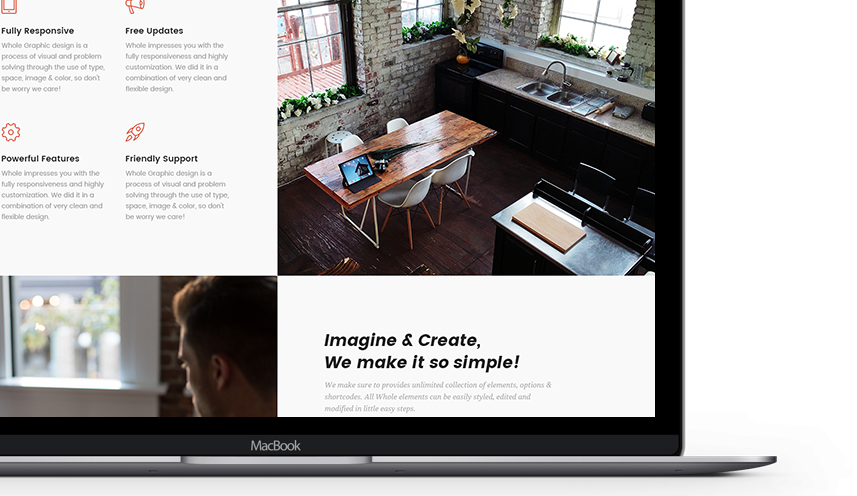 Fully Responsive
Whole Graphic design is a
process of visual and problem
solving through the use of type,
space, image & color, so don't
be worry we care!
Free Updates
Whole impresses you with the
fully responsiveness and highly
customization. We did it in a
combination of very clean and
flexible design.
Powerful Features
Whole impresses you with the
fully responsiveness and highly
customization. We did it in a
combination of very clean and
flexible design.
Friendly Support
Whole Graphic design is a
process of visual and problem
solving through the use of type,
space, image & color, so don't
be worry we care!
Imagine & Create,
We make it so simple!
We make sure to provides unlimited collection of elements, options &
shortcodes. All Whole elements can be easily styled, edited and
modified in little easy steps.
MacBook